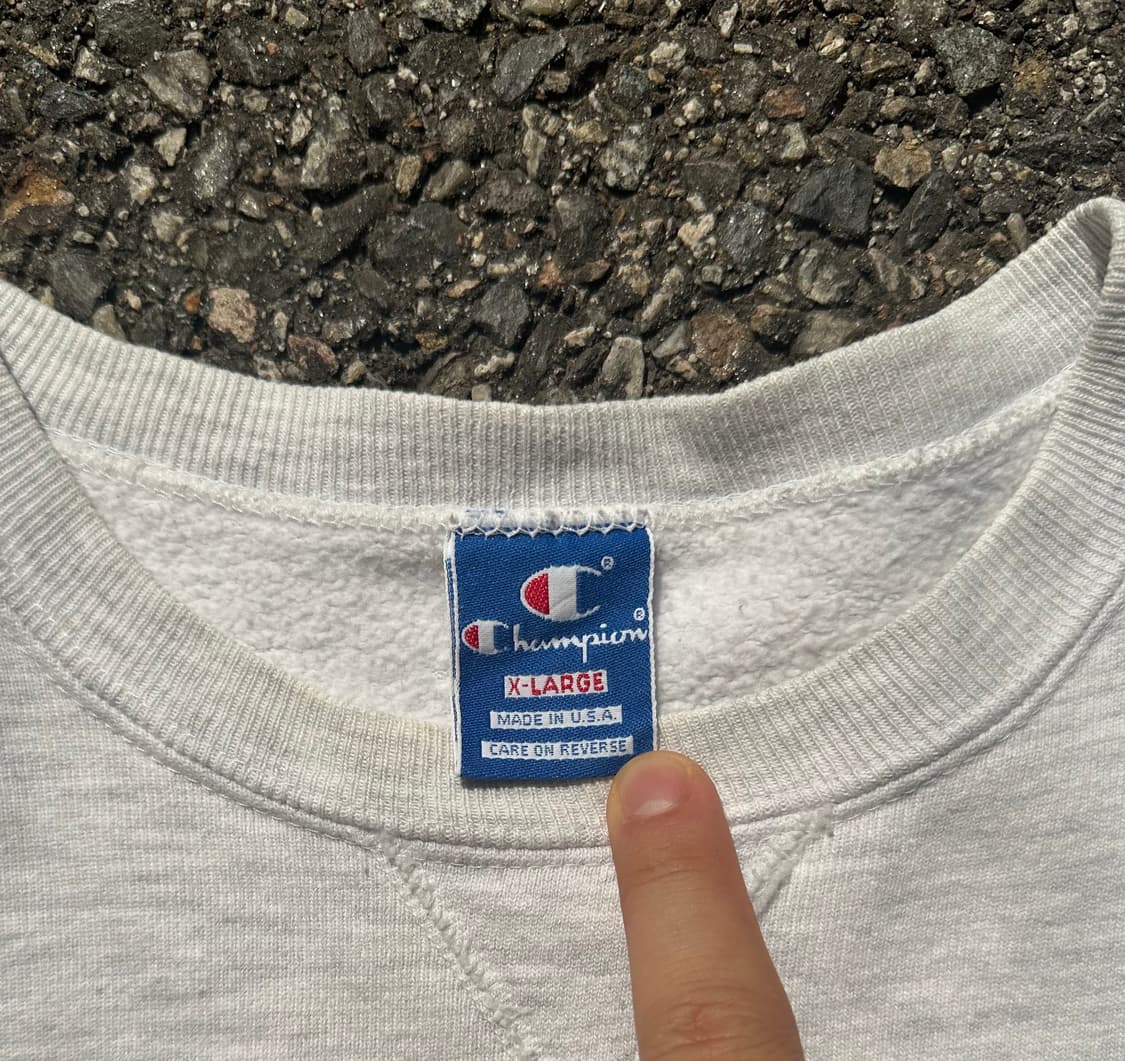 ®
Champion®
X-LARGE
MADE IN U.S.A.
CARE ON REVERSE